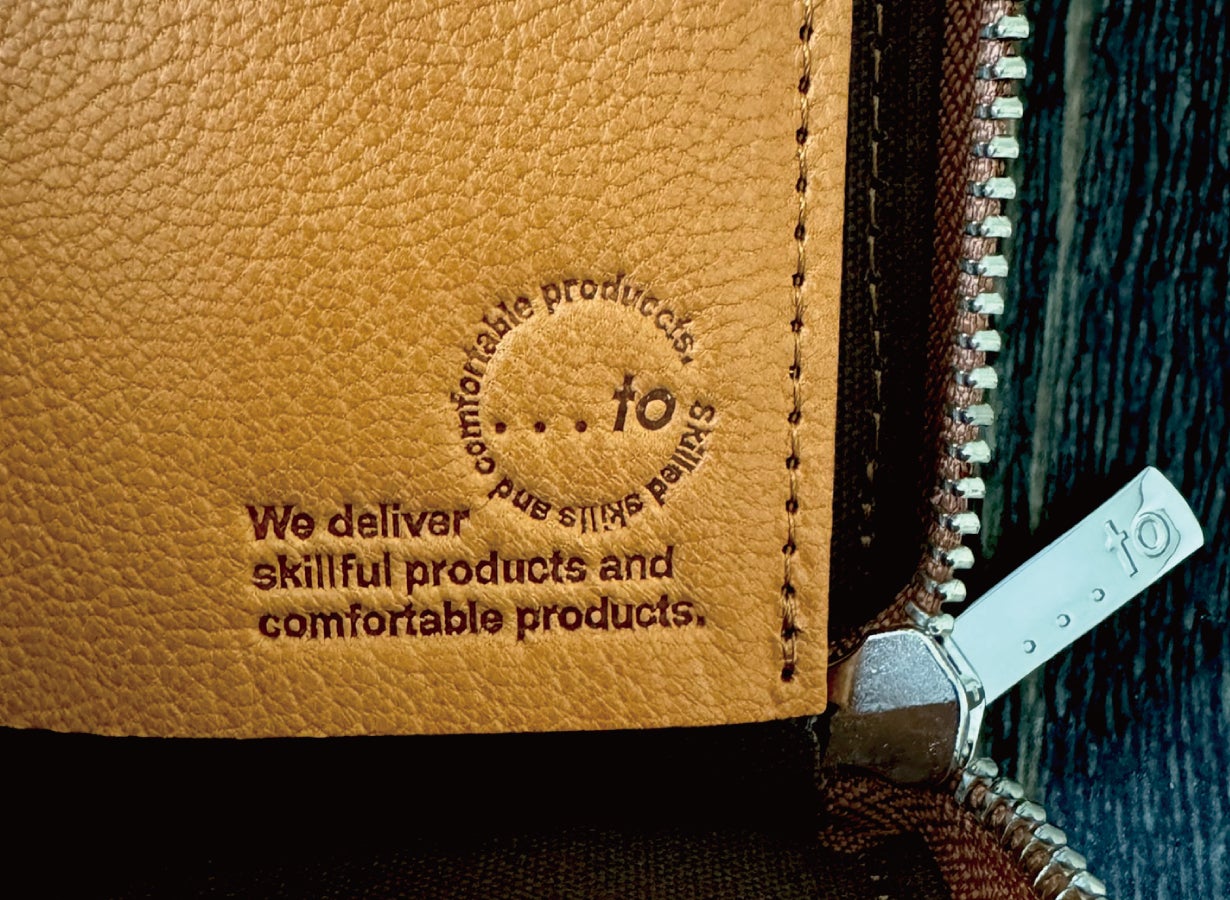 Skilled skills and comfortable products.
...to
We deliver
skillful products and
comfortable products.
...to